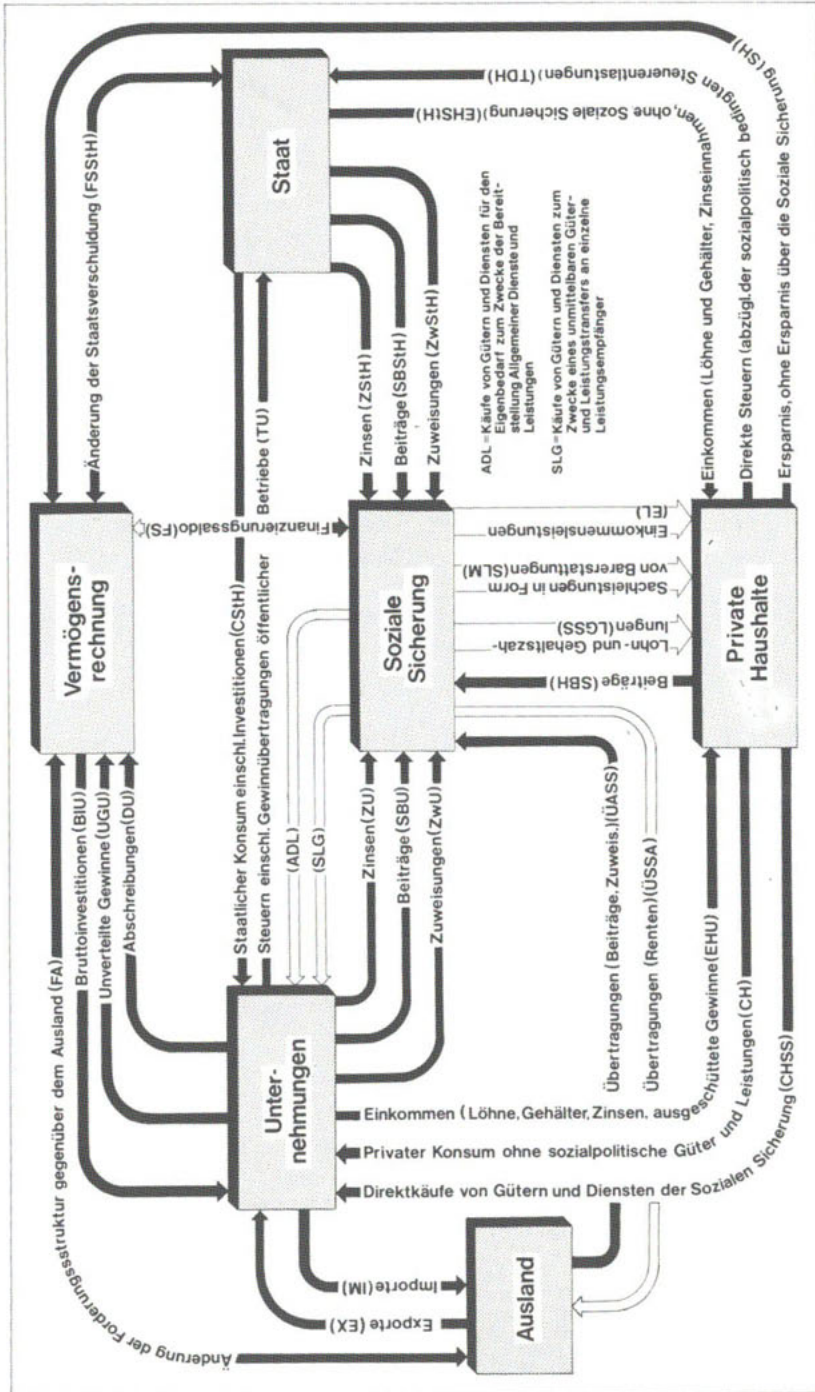 Vermögens-
rechnung
Staat
Soziale
Sicherung
Unter-
nehmungen
Private
Haushalte
Ausland
Änderung der Forderungsstruktur gegenüber dem Ausland (FA)
Bruttoinvestitionen (BIU)
Unverteilte Gewinne (UGU)
Abschreibungen (DU)
Änderung der Staatsverschuldung (FSStH)
Staatlicher Konsum einschl. Investitionen (CStH)
Steuern einschl. Gewinnübertragungen öffentlicher Betriebe (TU)
Finanzierungssaldo (FS)
(ADL)
(SLG)
Zinsen (ZU)
Beiträge (SBU)
Zuweisungen (ZwU)
Zinsen (ZStH)
Beiträge (SBStH)
Zuweisungen (ZwStH)
ADL = Käufe von Gütern und Diensten für den
Eigenbedarf zum Zwecke der Bereit-
stellung Allgemeiner Dienste und
Leistungen
SLG = Käufe von Gütern und Diensten zum
Zwecke eines unmittelbaren Güter-
und Leistungstransfers an einzelne
Leistungsempfänger
Beiträge (SBH)
Lohn- und Gehaltszah-
lungen (LGSS)
Sachleistungen in Form
von Barerstattungen (SLM)
Einkommensleistungen
(EL)
Übertragungen (Beiträge, Zuweis.) (ÜASS)
Übertragungen (Renten) (ÜSSA)
Einkommen (Löhne, Gehälter, Zinsen, ausgeschüttete Gewinne (EHU)
Privater Konsum ohne sozialpolitische Güter und Leistungen (CH)
Direktkäufe von Gütern und Diensten der Sozialen Sicherung (CHSS)
Importe (IM)
Exporte (EX)
Einkommen (Löhne und Gehälter, Zinseinnahmen, ohne Soziale Sicherung) (EHStH)
Direkte Steuern (abzügl. der sozialpolitisch bedingten Steuerentlastungen) (TDH)
Ersparnis, ohne Ersparnis über die Soziale Sicherung (SH)